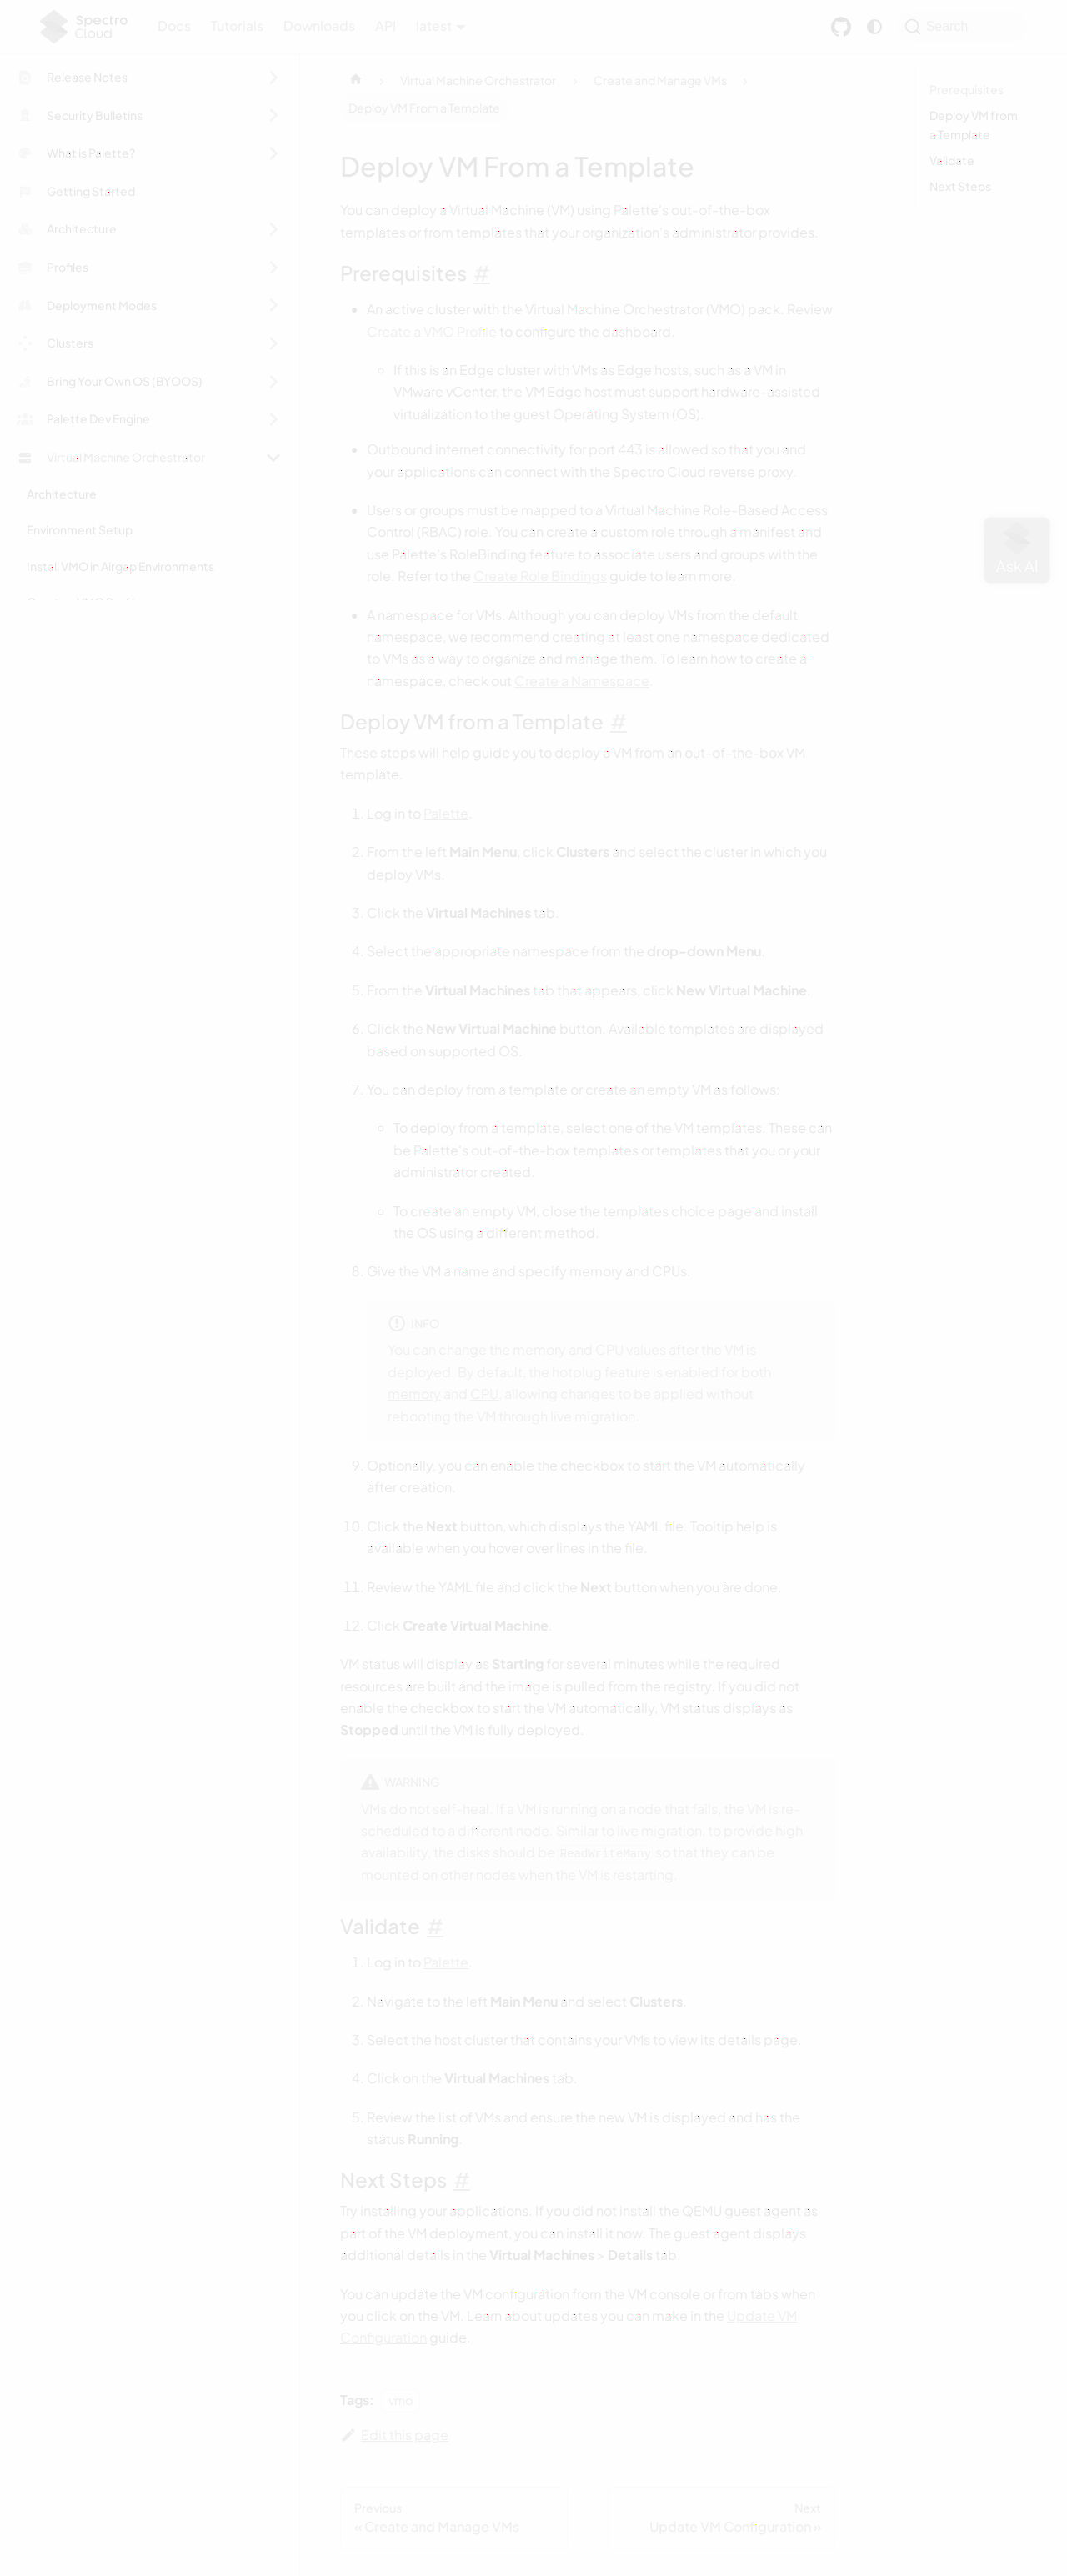 Spectro
Cloud
Docs
Tutorials
Downloads
API
latest
Search
Release Notes
Security Bulletins
What is Palette?
Getting Started
Architecture
Profiles
Deployment Modes
Clusters
Bring Your Own OS (BYOOS)
Palette Dev Engine
Virtual Machine Orchestrator
Architecture
Environment Setup
Install VMO in Airgap Environments
Virtual Machine Orchestrator
Create and Manage VMs
Deploy VM From a Template
Prerequisites
Deploy VM from
a Template
Validate
Next Steps
Deploy VM From a Template
You can deploy a Virtual Machine (VM) using Palette's out-of-the-box
templates or from templates that your organization's administrator provides.
Prerequisites #
An active cluster with the Virtual Machine Orchestrator (VMO) pack. Review
Create a VMO Profile to configure the dashboard.
If this is an Edge cluster with VMs as Edge hosts, such as a VM in
VMware vCenter, the VM Edge host must support hardware-assisted
virtualization to the guest Operating System (OS).
Outbound internet connectivity for port 443 is allowed so that you and
your applications can connect with the Spectro Cloud reverse proxy.
Users or groups must be mapped to a Virtual Machine Role-Based Access
Control (RBAC) role. You can create a custom role through a manifest and
use Palette's RoleBinding feature to associate users and groups with the
role. Refer to the Create Role Bindings guide to learn more.
A namespace for VMs. Although you can deploy VMs from the default
namespace, we recommend creating at least one namespace dedicated
to VMs as a way to organize and manage them. To learn how to create a
namespace, check out Create a Namespace.
Ask AI
Deploy VM from a Template #
These steps will help guide you to deploy a VM from an out-of-the-box VM
template.
1. Log in to Palette.
2. From the left Main Menu, click Clusters and select the cluster in which you
deploy VMs.
3. Click the Virtual Machines tab.
4. Select the appropriate namespace from the drop-down Menu.
5. From the Virtual Machines tab that appears, click New Virtual Machine.
6. Click the New Virtual Machine button. Available templates are displayed
based on supported OS.
7. You can deploy from a template or create an empty VM as follows:
To deploy from a template, select one of the VM templates. These can
be Palette's out-of-the-box templates or templates that you or your
administrator created.
To create an empty VM, close the templates choice page and install
the OS using a different method.
8. Give the VM a name and specify memory and CPUs.
INFO
You can change the memory and CPU values after the VM is
deployed. By default, the hotplug feature is enabled for both
memory and CPU, allowing changes to be applied without
rebooting the VM through live migration.
9. Optionally, you can enable the checkbox to start the VM automatically
after creation.
10. Click the Next button, which displays the YAML file. Tooltip help is
available when you hover over lines in the file.
11. Review the YAML file and click the Next button when you are done.
12. Click Create Virtual Machine.
VM status will display as Starting for several minutes while the required
resources are built and the image is pulled from the registry. If you did not
enable the checkbox to start the VM automatically, VM status displays as
Stopped until the VM is fully deployed.
WARNING
VMs do not self-heal. If a VM is running on a node that fails, the VM is re-
scheduled to a different node. Similar to live migration, to provide high
availability, the disks should be ReadWriteMany so that they can be
mounted on other nodes when the VM is restarting.
Validate #
1. Log in to Palette.
2. Navigate to the left Main Menu and select Clusters.
3. Select the host cluster that contains your VMs to view its details page.
4. Click on the Virtual Machines tab.
5. Review the list of VMs and ensure the new VM is displayed and has the
status Running.
Next Steps #
Try installing your applications. If you did not install the QEMU guest agent as
part of the VM deployment, you can install it now. The guest agent displays
additional details in the Virtual Machines > Details tab.
You can update the VM configuration from the VM console or from tabs when
you click on the VM. Learn about updates you can make in the Update VM
Configuration guide.
Tags:
vmo
Edit this page
Previous
« Create and Manage VMs
Next
Update VM Configuration »